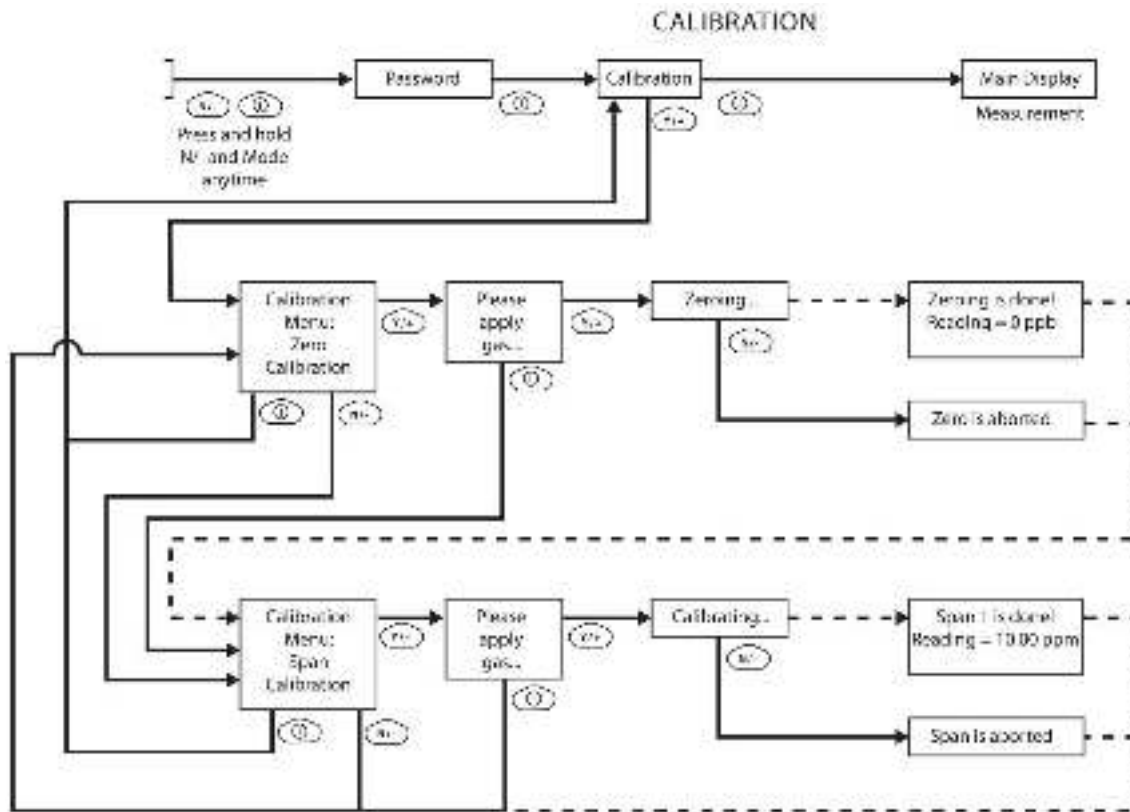 CALIBRATION
Password
Calibration
Main Display
Measurement
Press and hold
N/- and Mode
anytime
Y/+
Calibration
Menu:
Zero
Calibration
Y/+
Please
apply
gas...
Y/+
Zeroing...
Zeroing is done!
Reading = 0 ppb
N/-
Zero is aborted
N/-
Calibration
Menu:
Span
Calibration
Y/+
Please
apply
gas...
Y/+
Calibrating...
Span 1 is done!
Reading = 10.00 ppm
N/-
Span is aborted
N/-